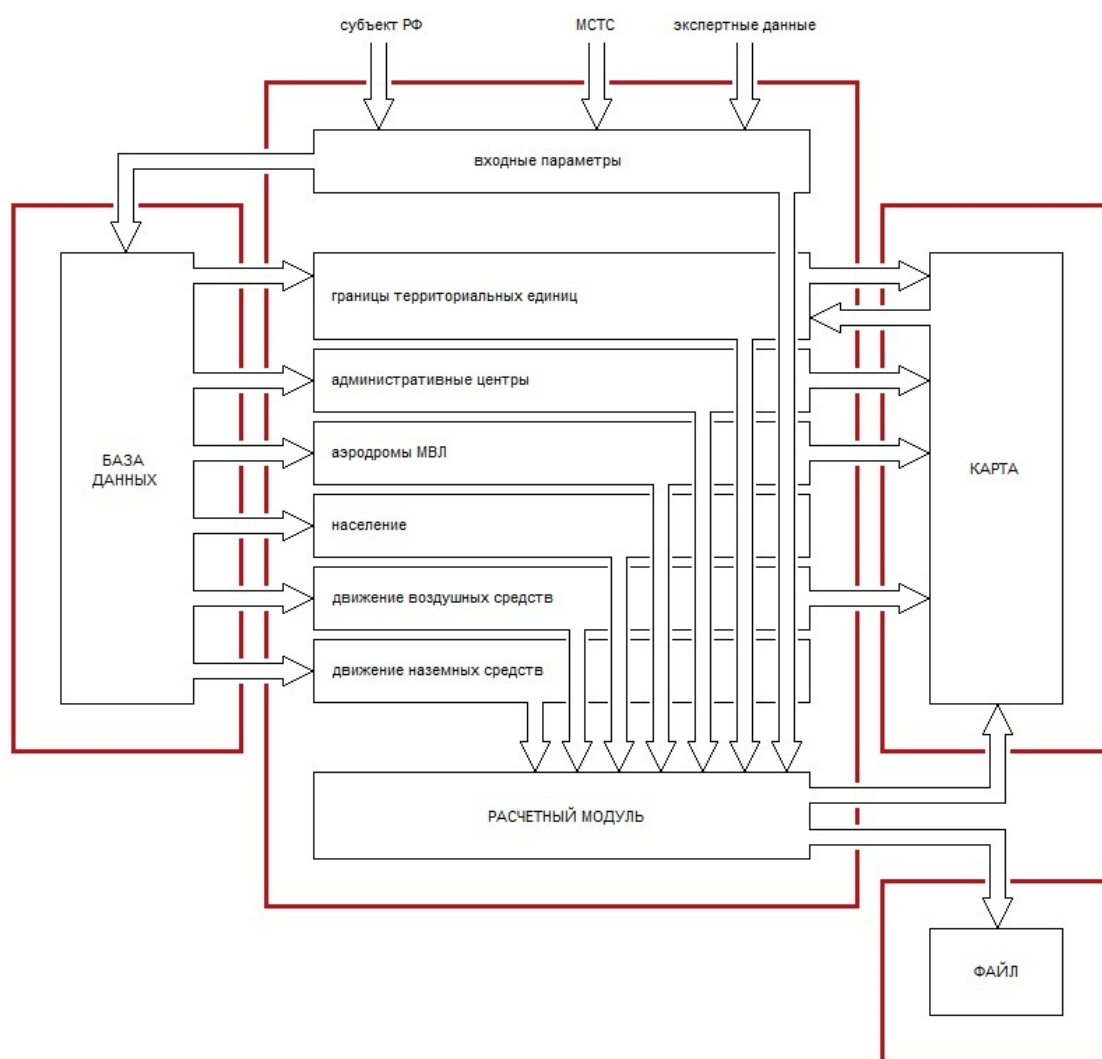 субъект РФ
МСТС
экспертные данные
входные параметры
границы территориальных единиц
административные центры
БАЗА
ДАННЫХ
аэродромы МВЛ
КАРТА
население
движение воздушных средств
движение наземных средств
РАСЧЕТНЫЙ МОДУЛЬ
ФАЙЛ